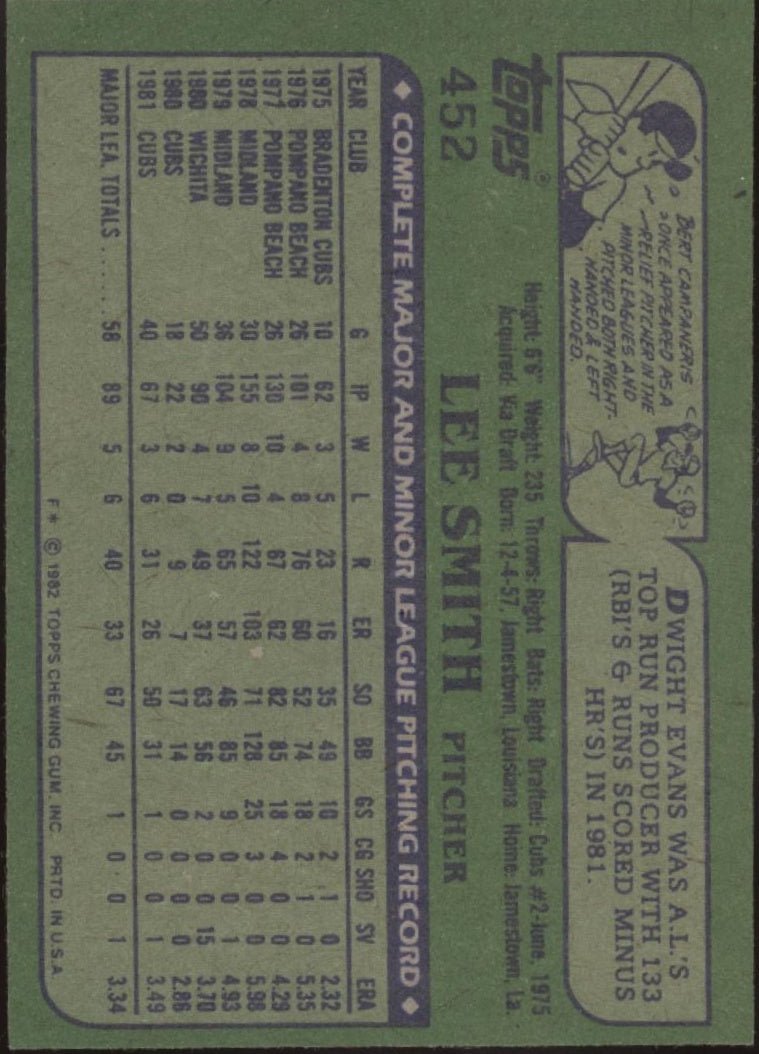 BERT CAMPANERIS
ONCE APPEARED AS A
RELIEF PITCHER IN THE
MINOR LEAGUES AND
PITCHED BOTH RIGHT-
HANDED & LEFT
HANDED.
DWIGHT EVANS WAS A.L.'S
TOP RUN PRODUCER WITH 133
(RBI'S & RUNS SCORED MINUS
HR'S) IN 1981.
Topps®
452
Height: 6'6" Weight: 235 Throws: Right Bats: Right Drafted: Cubs #2-June, 1975
Acquired: Via Draft Born: 12-4-57, Jamestown, Louisiana Home: Jamestown, La.
LEE SMITH PITCHER
COMPLETE MAJOR AND MINOR LEAGUE PITCHING RECORD
YEAR CLUB G IP W L R ER SO BB GS CG SHO SV ERA
1975 BRADENTON CUBS 10 62 3 5 23 16 35 49 10 2 1 0 2.32
1976 POMPANO BEACH 26 101 4 8 76 60 52 74 18 2 1 0 5.35
1977 POMPANO BEACH 26 130 10 4 67 62 82 85 18 4 0 0 4.29
1978 MIDLAND 30 155 8 10 122 103 71 128 25 3 0 0 5.98
1979 MIDLAND 36 104 9 5 65 57 46 85 9 0 0 1 4.93
1980 WICHITA 50 90 4 7 49 37 63 56 2 0 0 15 3.70
1980 CUBS 18 22 2 0 9 7 17 14 0 0 0 0 2.86
1981 CUBS 40 67 3 6 31 26 50 31 1 0 0 1 3.49
MAJOR LEA. TOTALS ...... 58 89 5 6 40 33 67 45 1 0 0 1 3.34
F* © 1982 TOPPS CHEWING GUM, INC. PRTD. IN U.S.A.